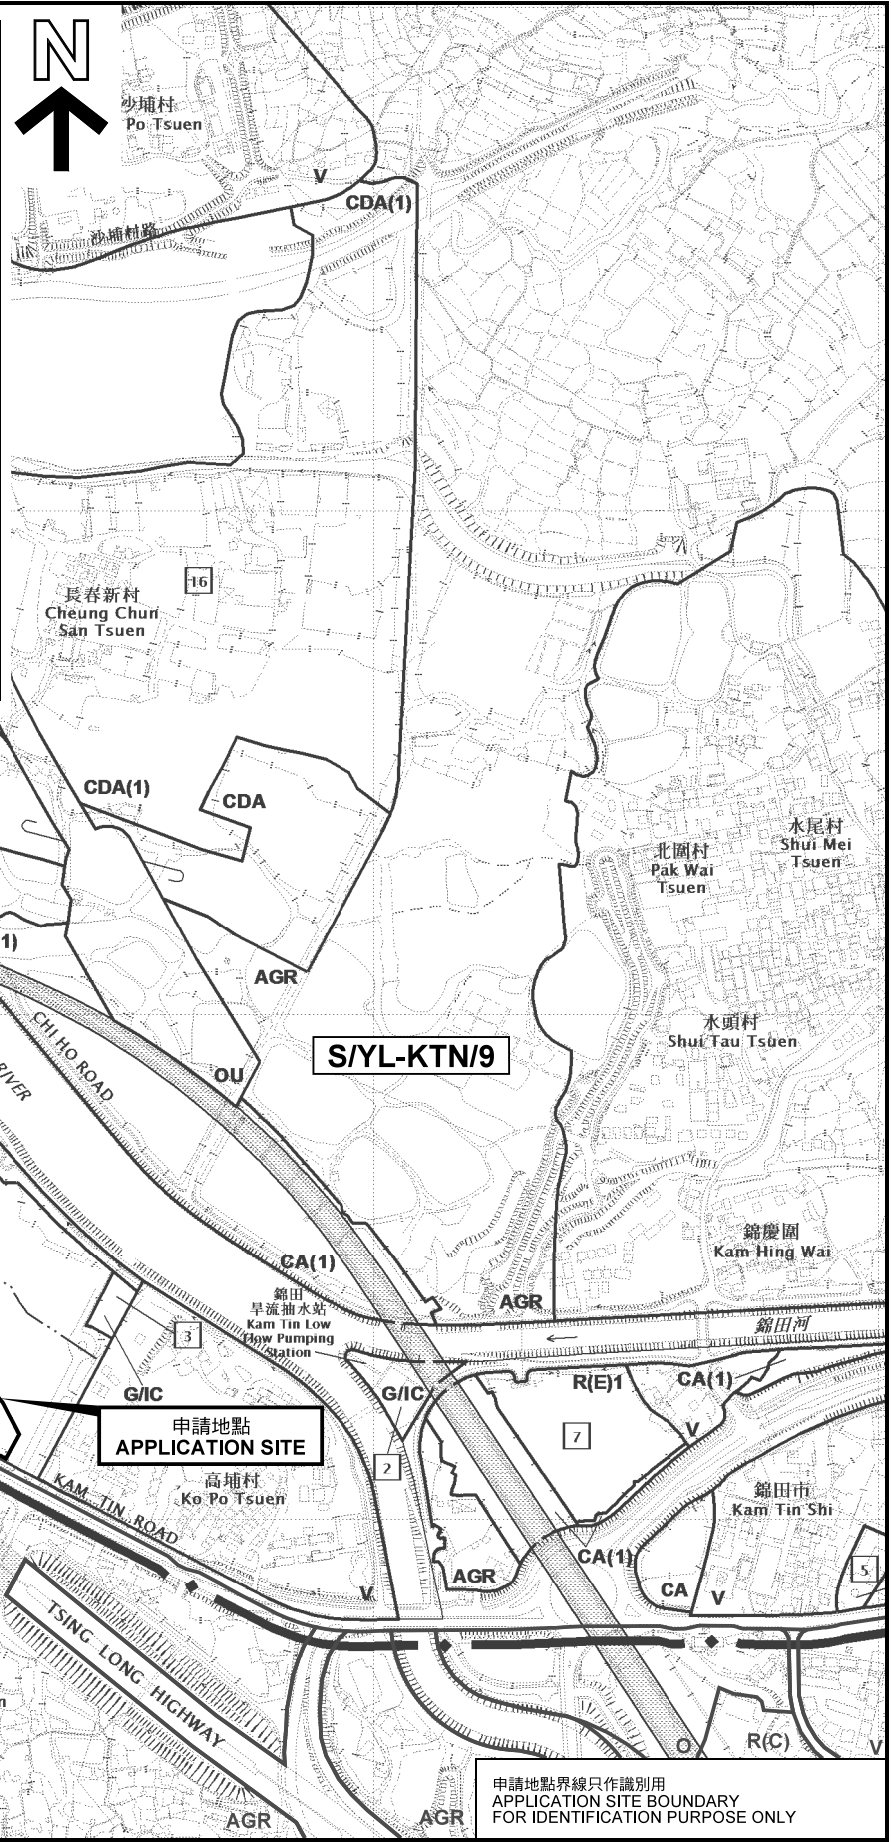 N
沙埔村
Po Tsuen
V
CDA(1)
沙埔村路
16
長春新村
Cheung Chun
San Tsuen
CDA(1)
CDA
水尾村
Shui Mei
Tsuen
北圍村
Pak Wai
Tsuen
1)
AGR
水頭村
Shui Tau Tsuen
CHI HO ROAD
RIVER
S/YL-KTN/9
OU
錦慶圍
Kam Hing Wai
CA(1)
錦田
旱流抽水站
Kam Tin Low
Flow Pumping
Station
AGR
錦田河
3
G/IC
G/IC
R(E)1
CA(1)
V
7
申請地點
APPLICATION SITE
2
高埔村
Ko Po Tsuen
錦田市
Kam Tin Shi
KAM TIN ROAD
CA(1)
AGR
5
V
CA
V
TSING LONG HIGHWAY
n
O
R(C)
V
AGR
AGR
申請地點界線只作識別用
APPLICATION SITE BOUNDARY
FOR IDENTIFICATION PURPOSE ONLY